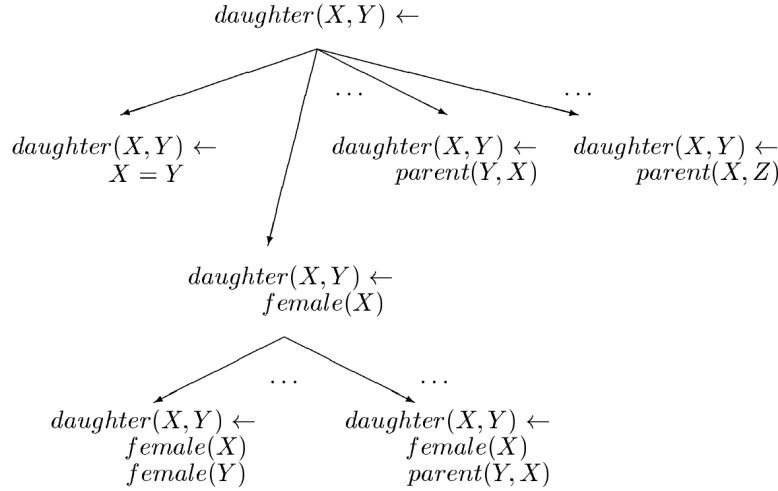 daughter(X, Y) ←
... ...
daughter(X, Y) ←
X = Y
daughter(X, Y) ←
parent(Y, X)
daughter(X, Y) ←
parent(X, Z)
daughter(X, Y) ←
female(X)
... ...
daughter(X, Y) ←
female(X)
female(Y)
daughter(X, Y) ←
female(X)
parent(Y, X)